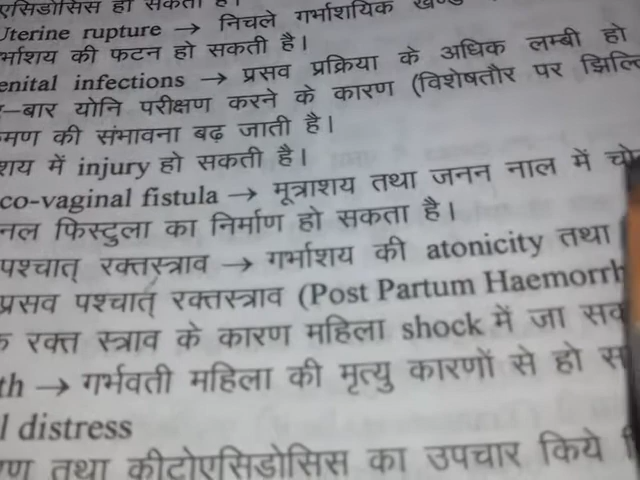 एसिडोसिस हो सकता है।
Uterine rupture → निचले गर्भाशयिक खण्ड
र्भाशय की फटन हो सकती है।
enital infections → प्रसव प्रक्रिया के अधिक लम्बी हो
र–बार योनि परीक्षण करने के कारण (विशेषतौर पर झिल्लि
मण की संभावना बढ़ जाती है।
शय में injury हो सकती है।
co-vaginal fistula → मूत्राशय तथा जनन नाल में चो
नल फिस्टुला का निर्माण हो सकता है।
पश्चात् रक्तस्त्राव → गर्भाशय की atonicity तथा
प्रसव पश्चात् रक्तस्त्राव (Post Partum Haemorrh
क रक्त स्त्राव के कारण महिला shock में जा सक
th → गर्भवती महिला की मृत्यु कारणों से हो स
l distress
रण तथा कीटोएसिडोसिस का उपचार किये